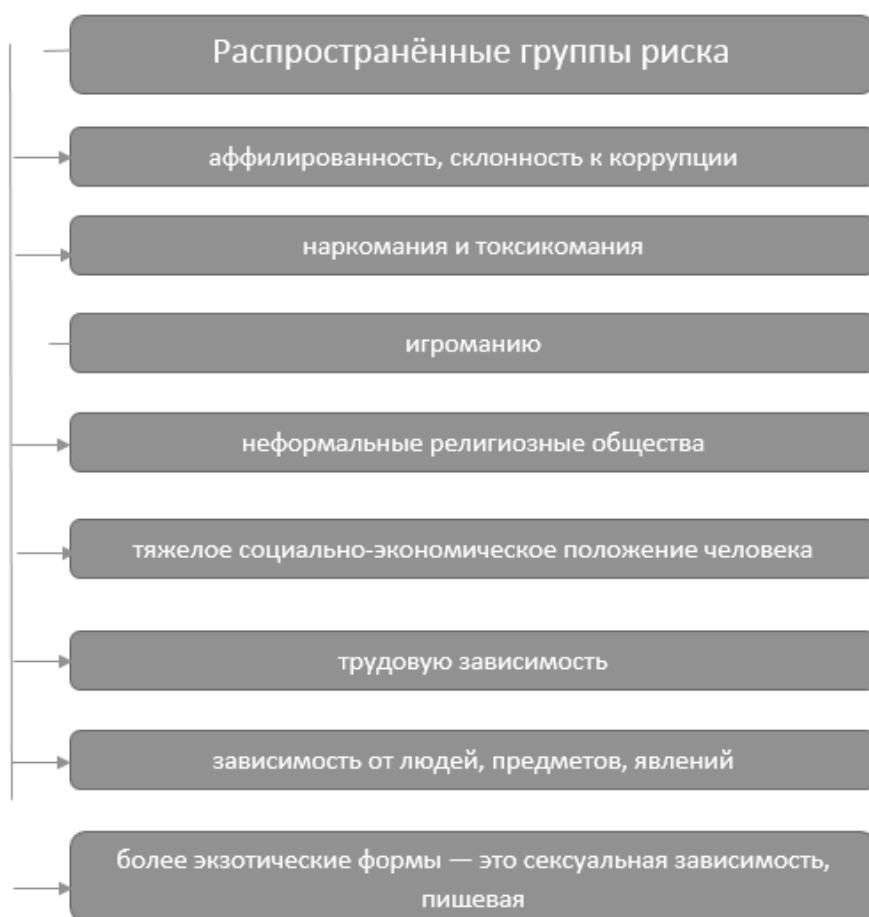 Распространённые группы риска
аффилированность, склонность к коррупции
наркомания и токсикомания
игроманию
неформальные религиозные общества
тяжелое социально-экономическое положение человека
трудовую зависимость
зависимость от людей, предметов, явлений
более экзотические формы — это сексуальная зависимость,
пищевая